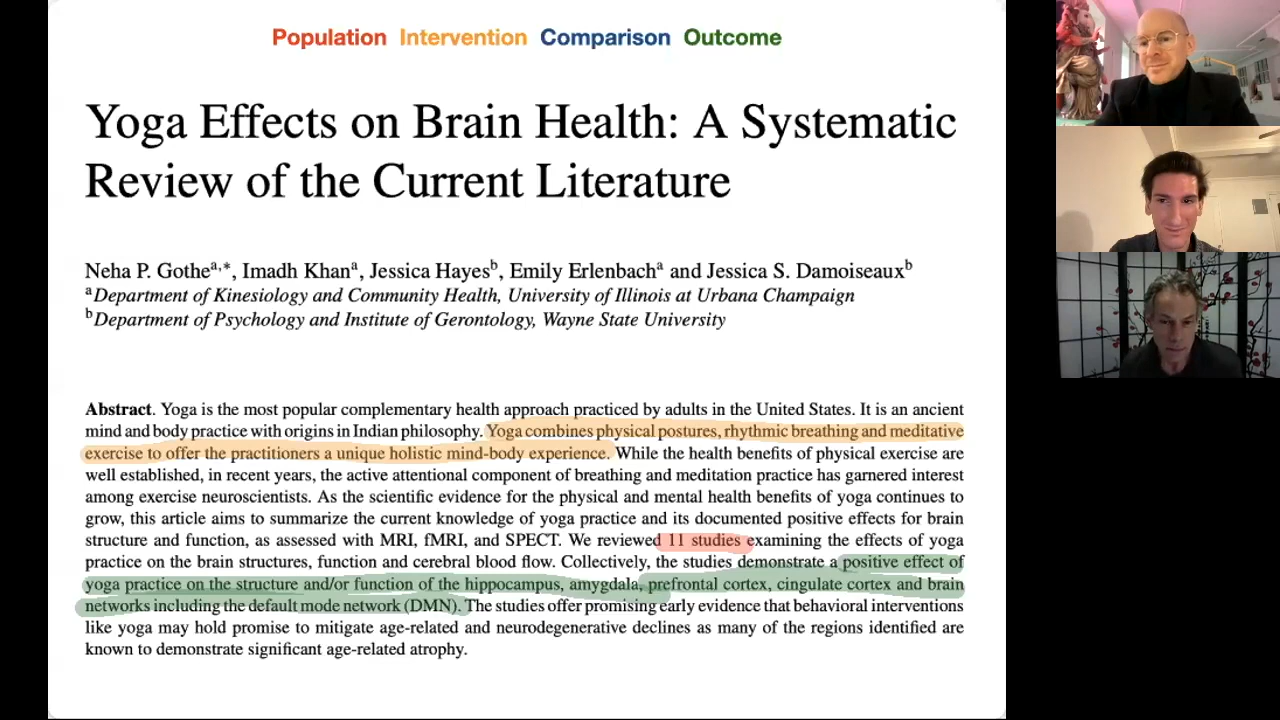 Population Intervention Comparison Outcome
Yoga Effects on Brain Health: A Systematic
Review of the Current Literature
Neha P. Gothe^a,*, Imadh Khan^a, Jessica Hayes^b, Emily Erlenbach^a and Jessica S. Damoiseaux^b
^a Department of Kinesiology and Community Health, University of Illinois at Urbana Champaign
^b Department of Psychology and Institute of Gerontology, Wayne State University
Abstract. Yoga is the most popular complementary health approach practiced by adults in the United States. It is an ancient
mind and body practice with origins in Indian philosophy. Yoga combines physical postures, rhythmic breathing and meditative
exercise to offer the practitioners a unique holistic mind-body experience. While the health benefits of physical exercise are
well established, in recent years, the active attentional component of breathing and meditation practice has garnered interest
among exercise neuroscientists. As the scientific evidence for the physical and mental health benefits of yoga continues to
grow, this article aims to summarize the current knowledge of yoga practice and its documented positive effects for brain
structure and function, as assessed with MRI, fMRI, and SPECT. We reviewed 11 studies examining the effects of yoga
practice on the brain structures, function and cerebral blood flow. Collectively, the studies demonstrate a positive effect of
yoga practice on the structure and/or function of the hippocampus, amygdala, prefrontal cortex, cingulate cortex and brain
networks including the default mode network (DMN). The studies offer promising early evidence that behavioral interventions
like yoga may hold promise to mitigate age-related and neurodegenerative declines as many of the regions identified are
known to demonstrate significant age-related atrophy.